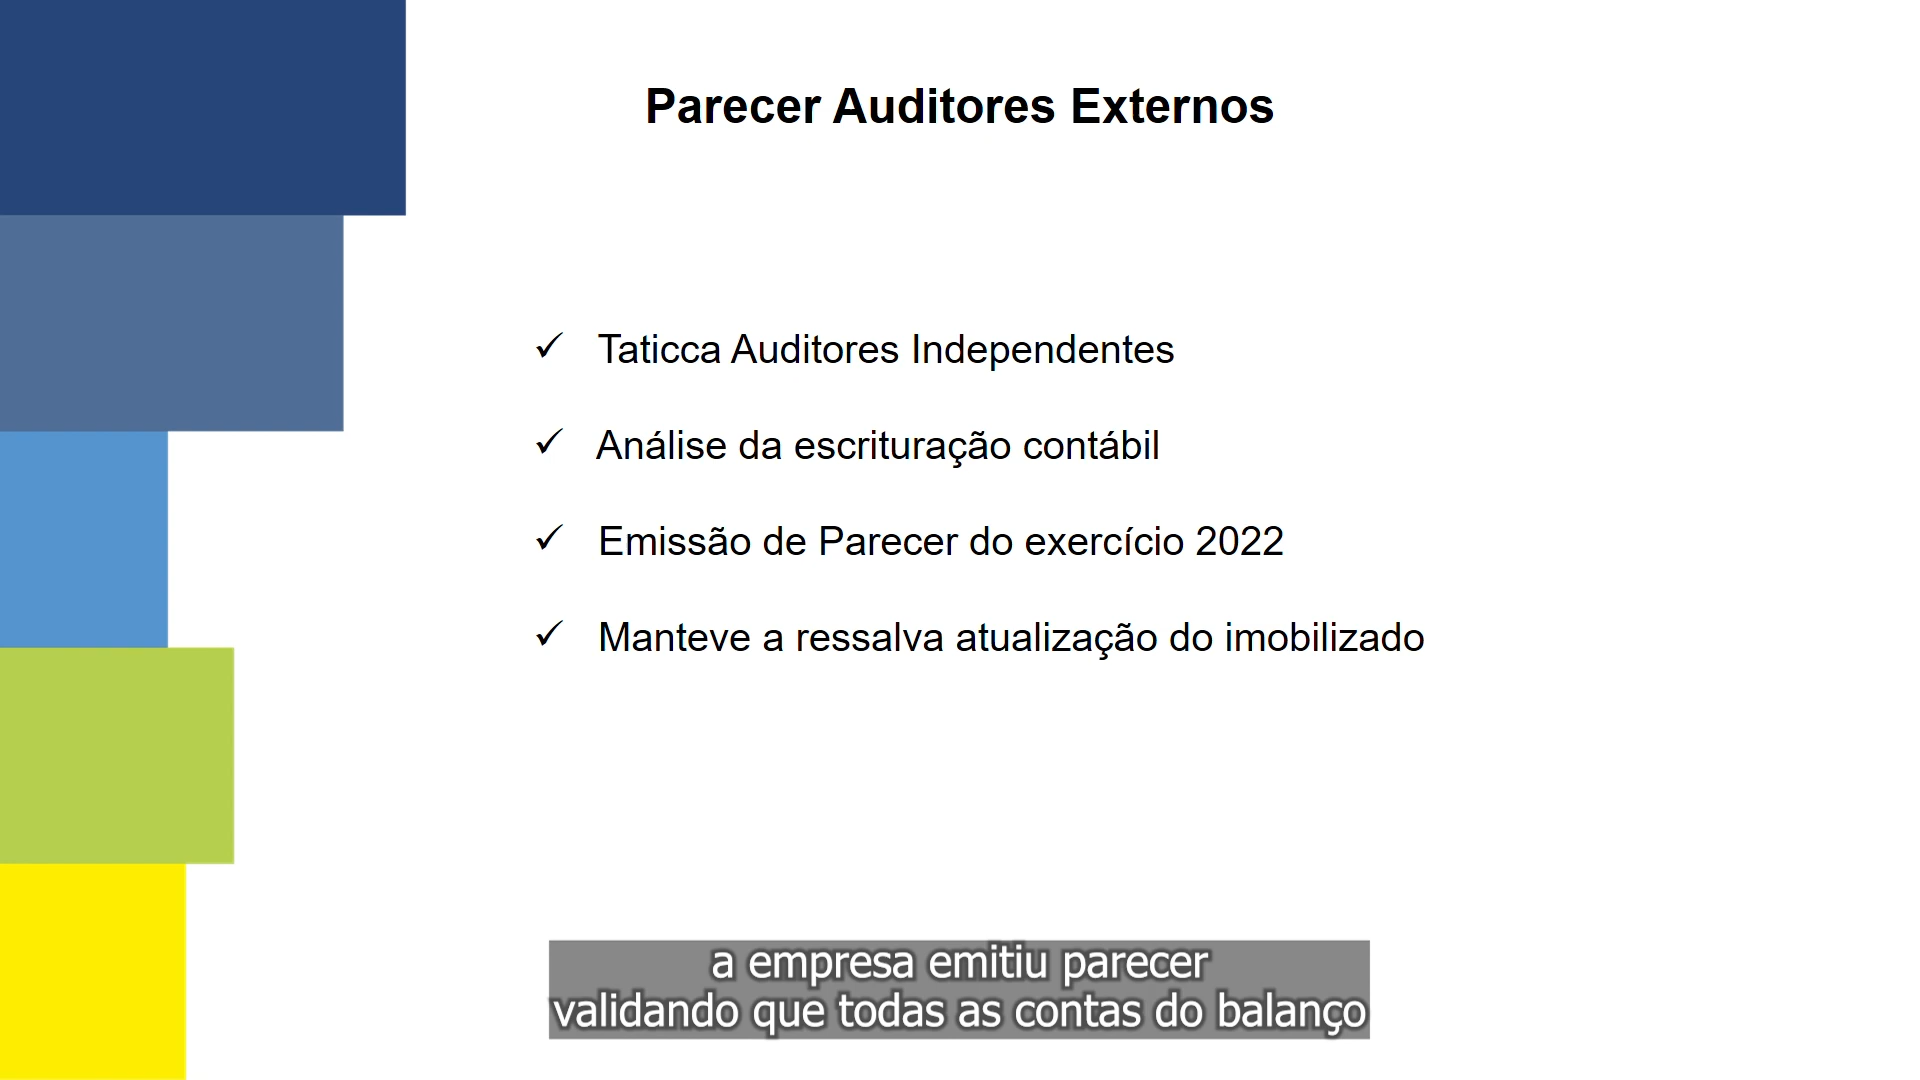 Parecer Auditores Externos
✓ Taticca Auditores Independentes
✓ Análise da escrituração contábil
✓ Emissão de Parecer do exercício 2022
✓ Manteve a ressalva atualização do imobilizado
a empresa emitiu parecer
validando que todas as contas do balanço